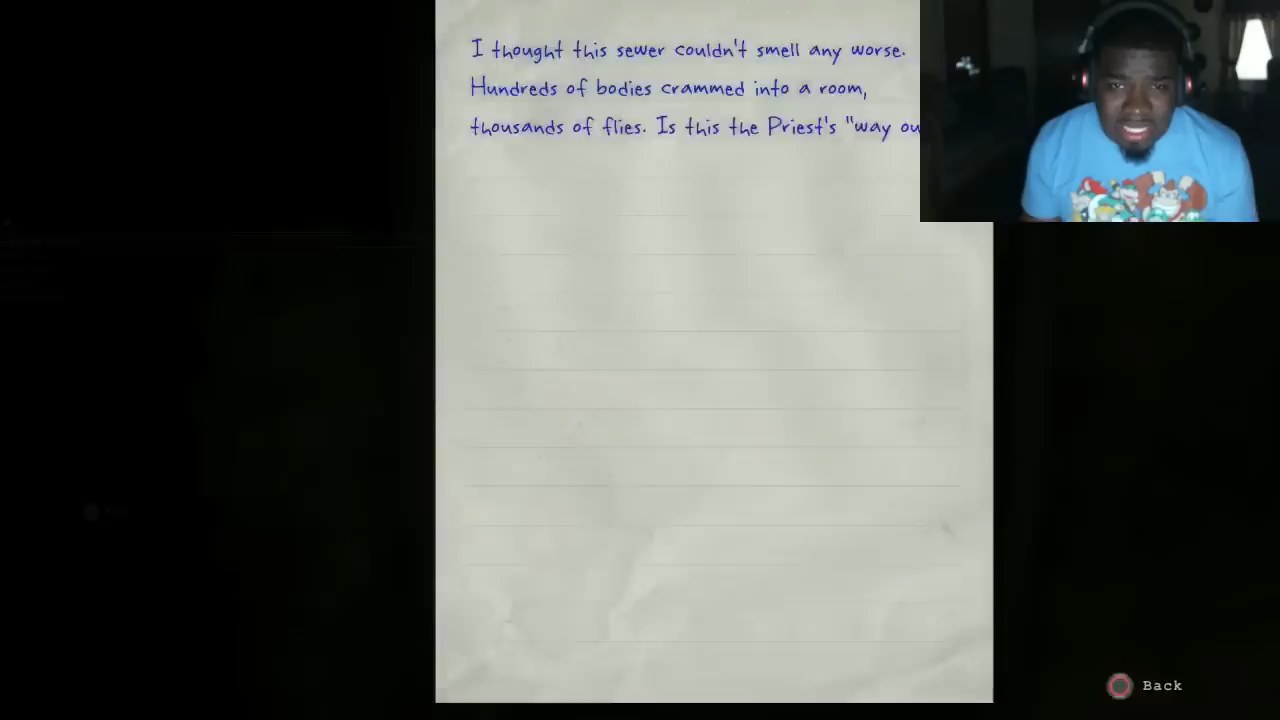 I thought this sewer couldn't smell any worse.
Hundreds of bodies crammed into a room,
thousands of flies. Is this the Priest's "way
Back